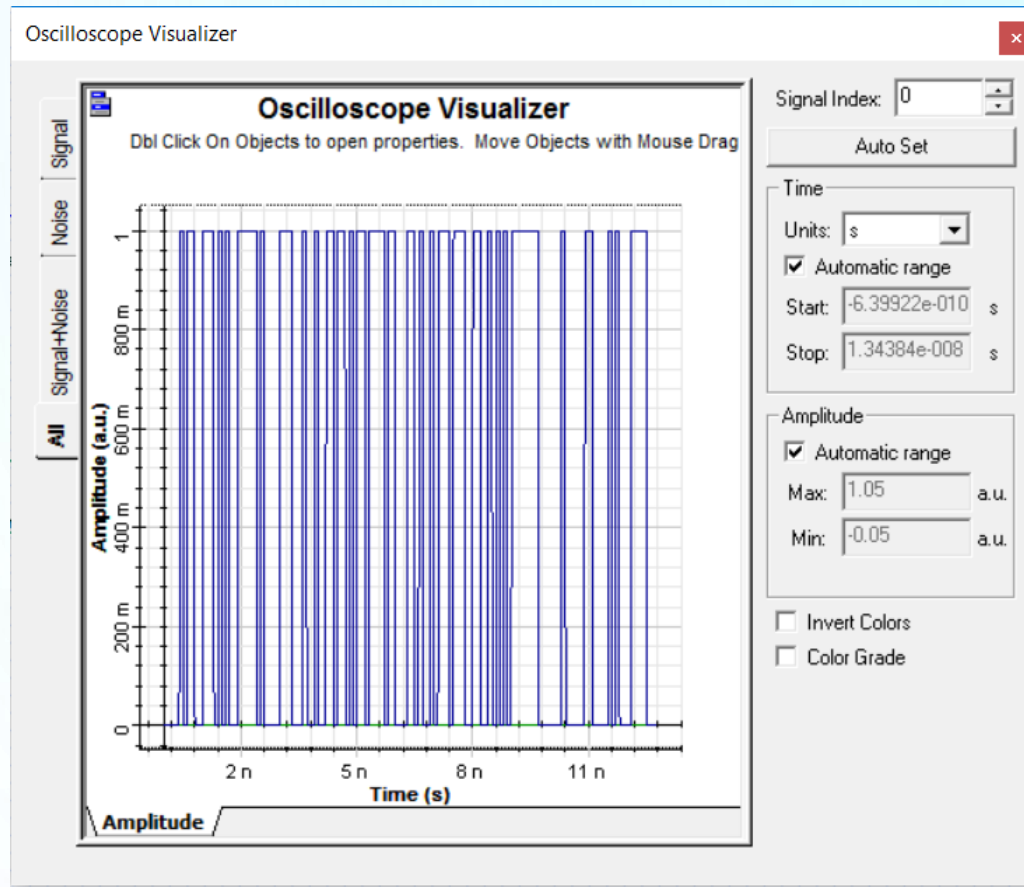 Oscilloscope Visualizer
×
Signal
Noise
Signal+Noise
All
Oscilloscope Visualizer
Dbl Click On Objects to open properties. Move Objects with Mouse Drag
Amplitude (a.u.)
1
800 m
600 m
400 m
200 m
0
2 n 5 n 8 n 11 n
Time (s)
Amplitude
Signal Index: 0
Auto Set
Time
Units: s
Automatic range
Start: -6.39922e-010 s
Stop: 1.34384e-008 s
Amplitude
Automatic range
Max: 1.05 a.u.
Min: -0.05 a.u.
Invert Colors
Color Grade